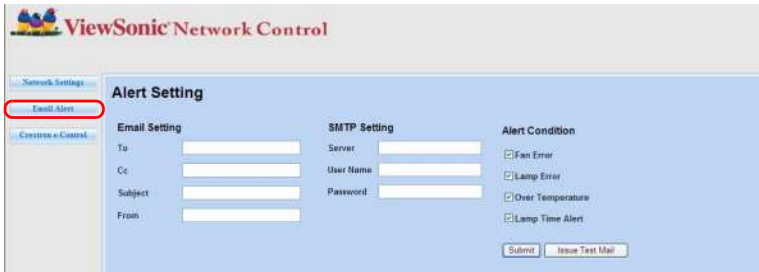 ViewSonic Network Control
Network Settings
Email Alert
Crestron e-Control
Alert Setting
Email Setting
To
Cc
Subject
From
SMTP Setting
Server
User Name
Password
Alert Condition
Fan Error
Lamp Error
Over Temperature
Lamp Time Alert
Submit
Issue Test Mail